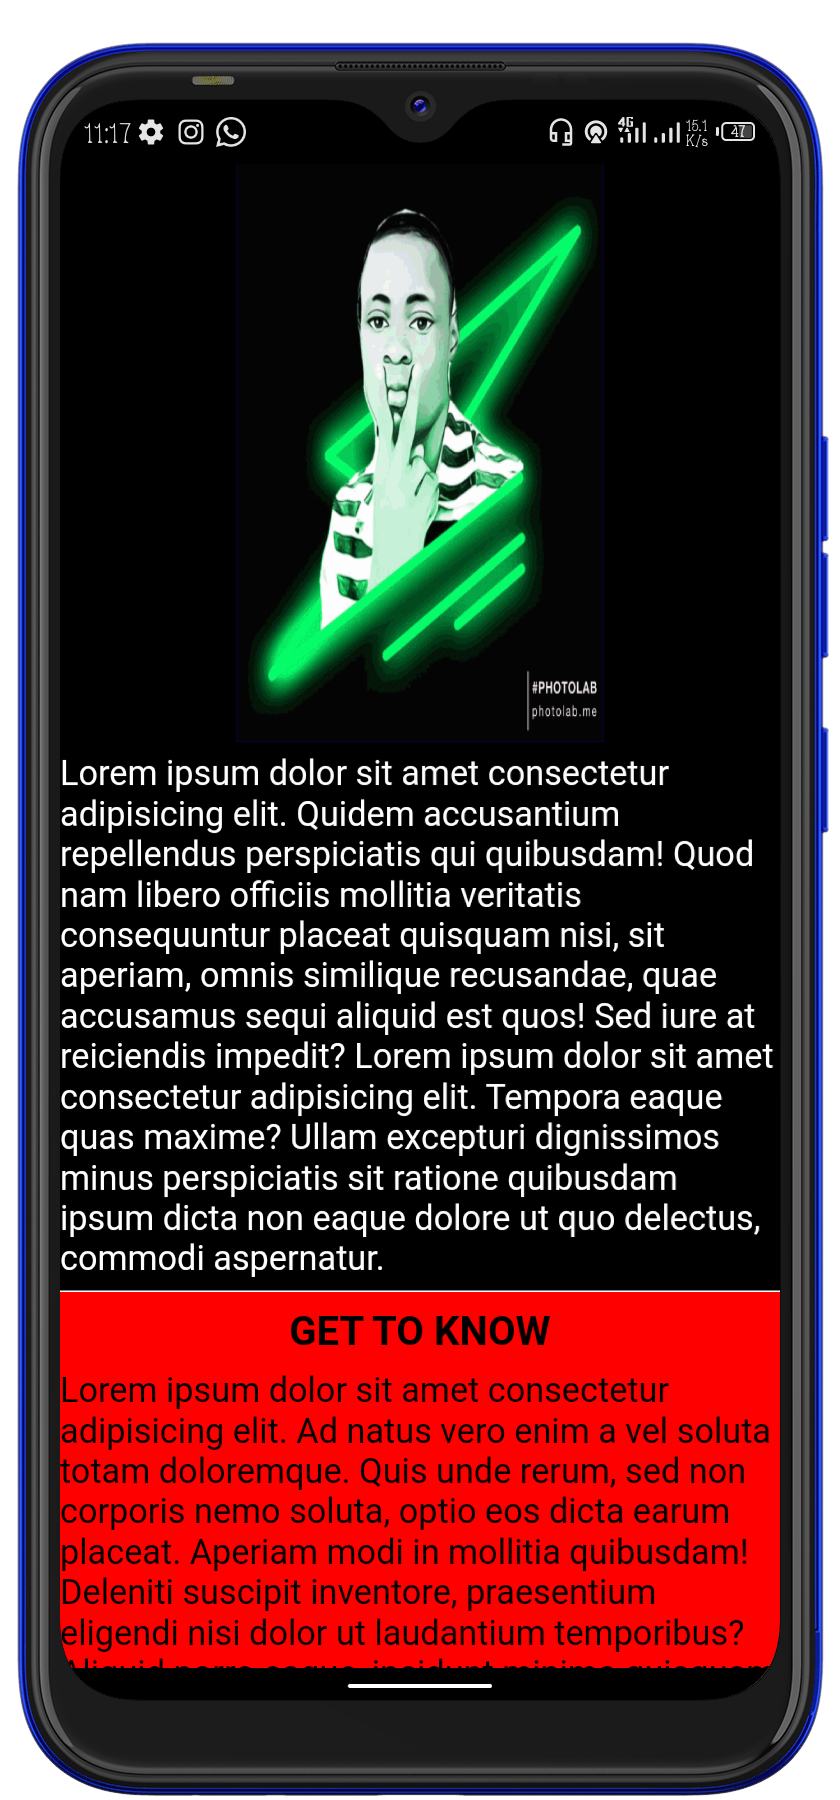 11:17
4G
15.1
K/s
47
#PHOTOLAB
photolab.me
Lorem ipsum dolor sit amet consectetur
adipisicing elit. Quidem accusantium
repellendus perspiciatis qui quibusdam! Quod
nam libero officiis mollitia veritatis
consequuntur placeat quisquam nisi, sit
aperiam, omnis similique recusandae, quae
accusamus sequi aliquid est quos! Sed iure at
reiciendis impedit? Lorem ipsum dolor sit amet
consectetur adipisicing elit. Tempora eaque
quas maxime? Ullam excepturi dignissimos
minus perspiciatis sit ratione quibusdam
ipsum dicta non eaque dolore ut quo delectus,
commodi aspernatur.
GET TO KNOW
Lorem ipsum dolor sit amet consectetur
adipisicing elit. Ad natus vero enim a vel soluta
totam doloremque. Quis unde rerum, sed non
corporis nemo soluta, optio eos dicta earum
placeat. Aperiam modi in mollitia quibusdam!
Deleniti suscipit inventore, praesentium
eligendi nisi dolor ut laudantium temporibus?